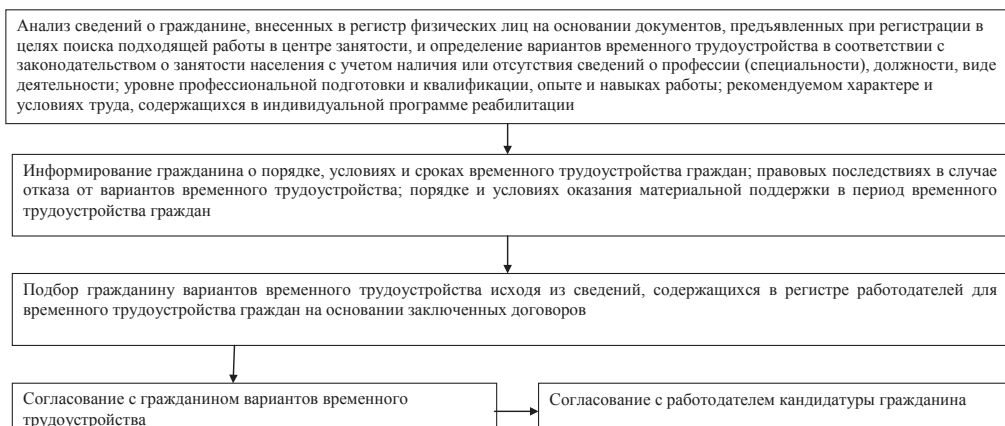 Анализ сведений о гражданине, внесенных в регистр физических лиц на основании документов, предъявленных при регистрации в
целях поиска подходящей работы в центре занятости, и определение вариантов временного трудоустройства в соответствии с
законодательством о занятости населения с учетом наличия или отсутствия сведений о профессии (специальности), должности, виде
деятельности; уровне профессиональной подготовки и квалификации, опыте и навыках работы; рекомендуемом характере и
условиях труда, содержащихся в индивидуальной программе реабилитации
Информирование гражданина о порядке, условиях и сроках временного трудоустройства граждан; правовых последствиях в случае
отказа от вариантов временного трудоустройства; порядке и условиях оказания материальной поддержки в период временного
трудоустройства граждан
Подбор гражданину вариантов временного трудоустройства исходя из сведений, содержащихся в регистре работодателей для
временного трудоустройства граждан на основании заключенных договоров
Согласование с гражданином вариантов временного
трудоустройства
Согласование с работодателем кандидатуры гражданина